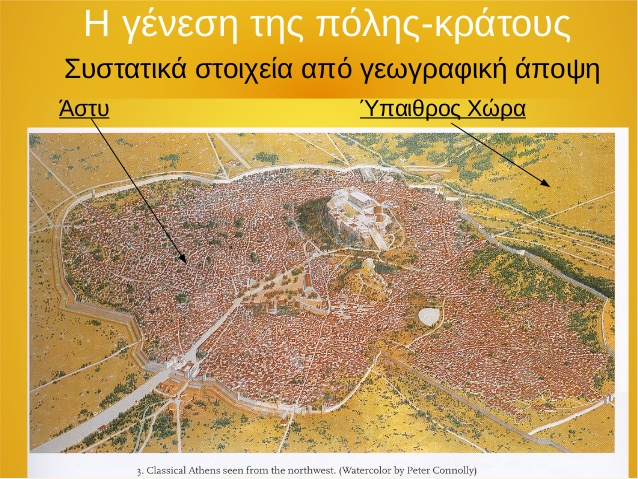 Η γένεση της πόλης-κράτους
Συστατικά στοιχεία από γεωγραφική άποψη
Άστυ Ύπαιθρος Χώρα
3. Classical Athens seen from the northwest. (Watercolor by Peter Connolly)